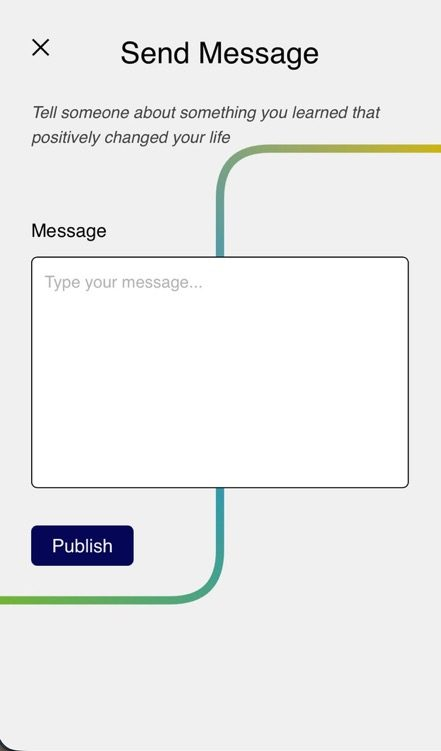 Send Message
Tell someone about something you learned that
positively changed your life
Message
Type your message...
Publish